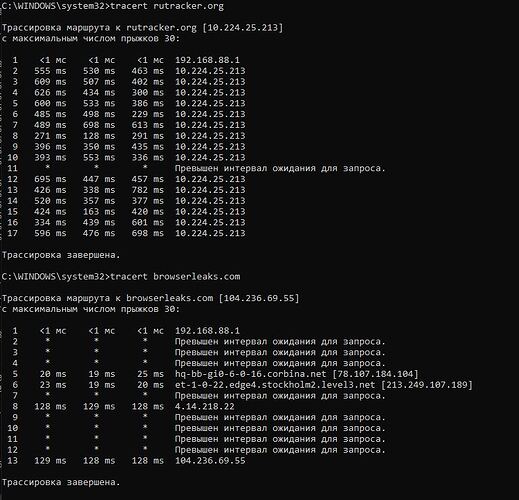 C:\WINDOWS\system32>tracert rutracker.org
Трассировка маршрута к rutracker.org [10.224.25.213]
с максимальным числом прыжков 30:
1 <1 мс <1 мс <1 мс 192.168.88.1
2 555 ms 530 ms 463 ms 10.224.25.213
3 609 ms 507 ms 402 ms 10.224.25.213
4 626 ms 434 ms 300 ms 10.224.25.213
5 600 ms 533 ms 386 ms 10.224.25.213
6 485 ms 498 ms 229 ms 10.224.25.213
7 489 ms 698 ms 613 ms 10.224.25.213
8 271 ms 128 ms 291 ms 10.224.25.213
9 396 ms 350 ms 435 ms 10.224.25.213
10 393 ms 553 ms 336 ms 10.224.25.213
11 * * * Превышен интервал ожидания для запроса.
12 695 ms 447 ms 457 ms 10.224.25.213
13 426 ms 338 ms 782 ms 10.224.25.213
14 520 ms 357 ms 377 ms 10.224.25.213
15 424 ms 163 ms 420 ms 10.224.25.213
16 334 ms 439 ms 601 ms 10.224.25.213
17 596 ms 476 ms 698 ms 10.224.25.213
Трассировка завершена.
C:\WINDOWS\system32>tracert browserleaks.com
Трассировка маршрута к browserleaks.com [104.236.69.55]
с максимальным числом прыжков 30:
1 <1 мс <1 мс <1 мс 192.168.88.1
2 * * * Превышен интервал ожидания для запроса.
3 * * * Превышен интервал ожидания для запроса.
4 * * * Превышен интервал ожидания для запроса.
5 20 ms 19 ms 25 ms hq-bb-gi0-6-0-16.corbina.net [78.107.184.104]
6 23 ms 19 ms 20 ms et-1-0-22.edge4.stockholm2.level3.net [213.249.107.189]
7 * * * Превышен интервал ожидания для запроса.
8 128 ms 129 ms 128 ms 4.14.218.22
9 * * * Превышен интервал ожидания для запроса.
10 * * * Превышен интервал ожидания для запроса.
11 * * * Превышен интервал ожидания для запроса.
12 * * * Превышен интервал ожидания для запроса.
13 129 ms 128 ms 128 ms 104.236.69.55
Трассировка завершена.